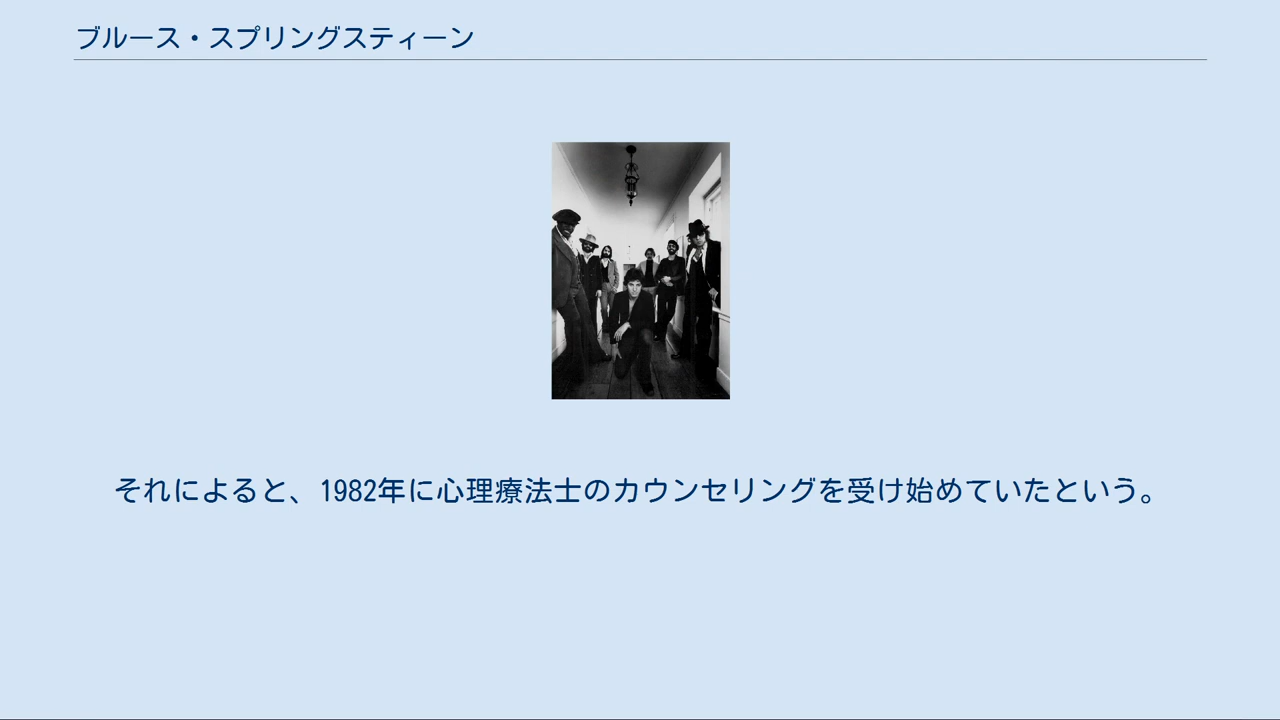 ブルース・スプリングスティーン
それによると、1982年に心理療法士のカウンセリングを受け始めていたという。